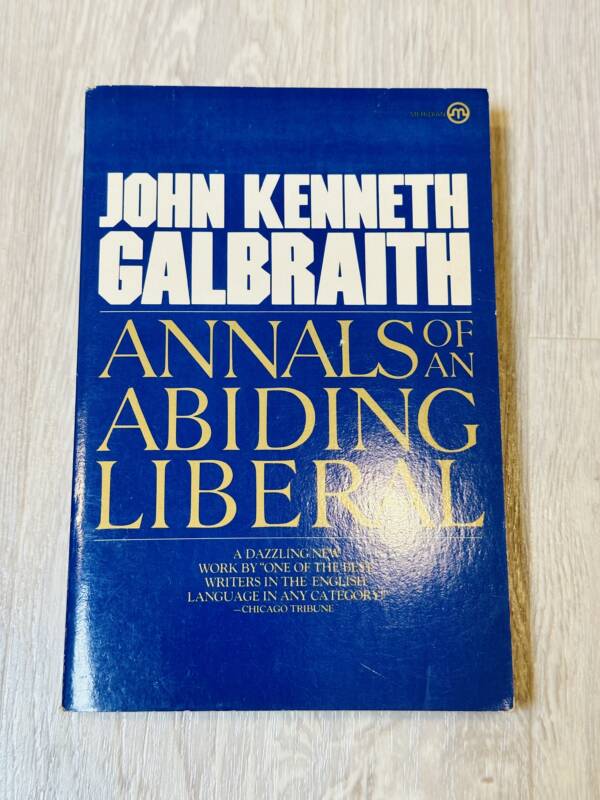 MERIDIAN
JOHN KENNETH
GALBRAITH
ANNALS OF AN
ABIDING
LIBERAL
A DAZZLING NEW
WORK BY "ONE OF THE BEST
WRITERS IN THE ENGLISH
LANGUAGE IN ANY CATEGORY!"
—CHICAGO TRIBUNE